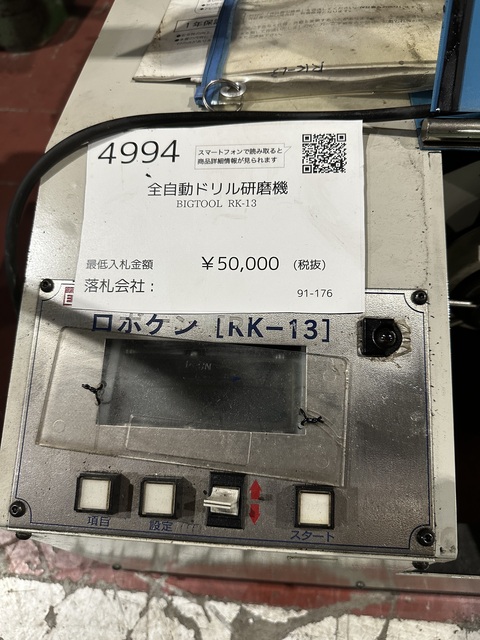 RK-13
4994
スマートフォンで読み取ると
商品詳細情報が見られます
全自動ドリル研磨機
BIGTOOL RK-13
最低入札金額 ￥50,000 (税抜)
落札会社：
91-176
ロボケン [RK-13]
項目 設定 スタート